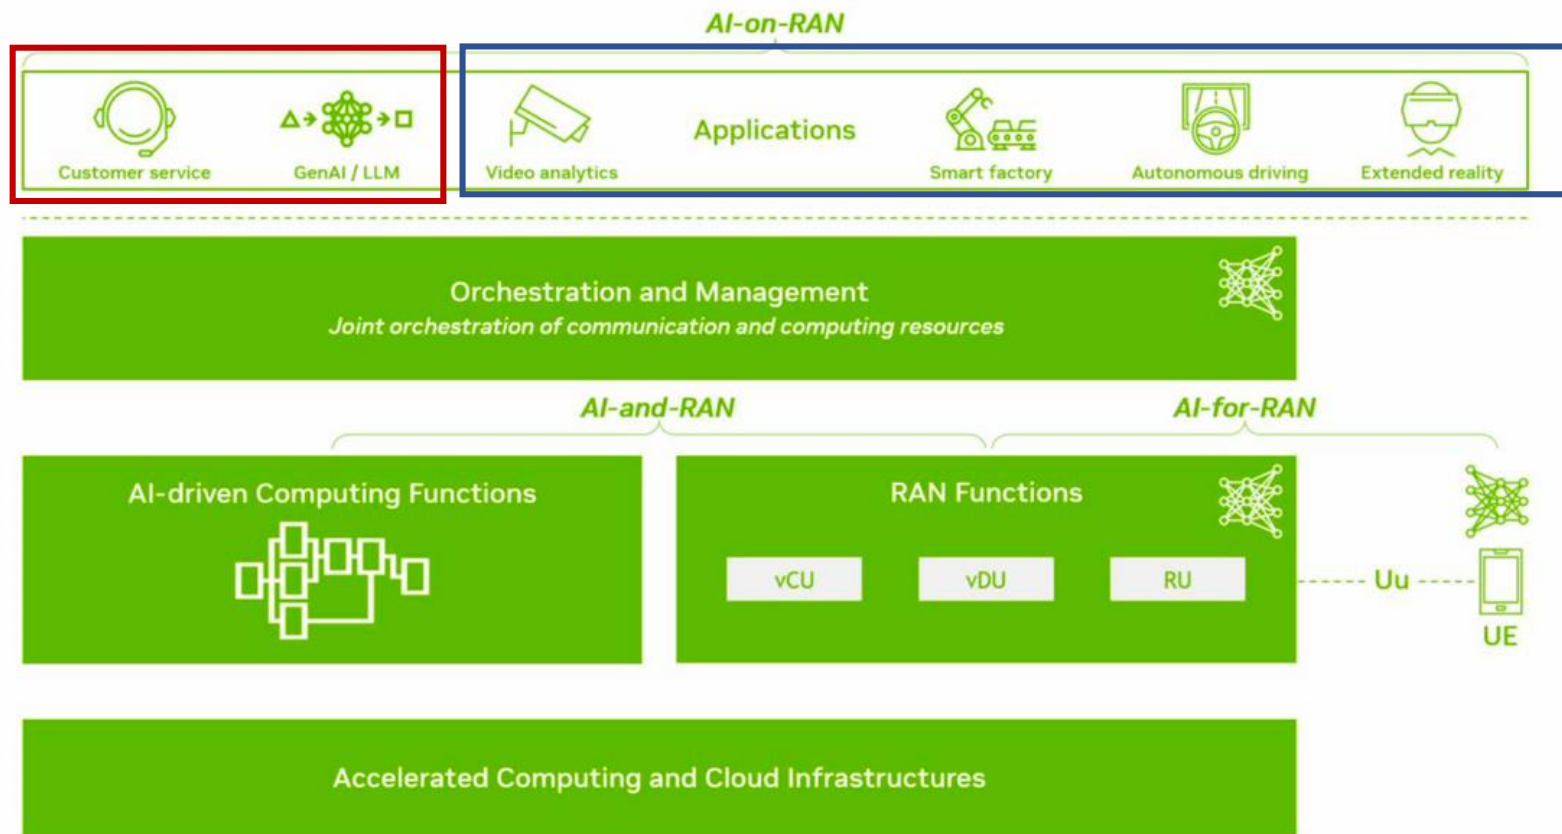 AI-on-RAN
Applications
Customer service
GenAI / LLM
Video analytics
Smart factory
Autonomous driving
Extended reality
Orchestration and Management
Joint orchestration of communication and computing resources
AI-and-RAN
AI-for-RAN
AI-driven Computing Functions
RAN Functions
vCU
vDU
RU
Uu
UE
Accelerated Computing and Cloud Infrastructures